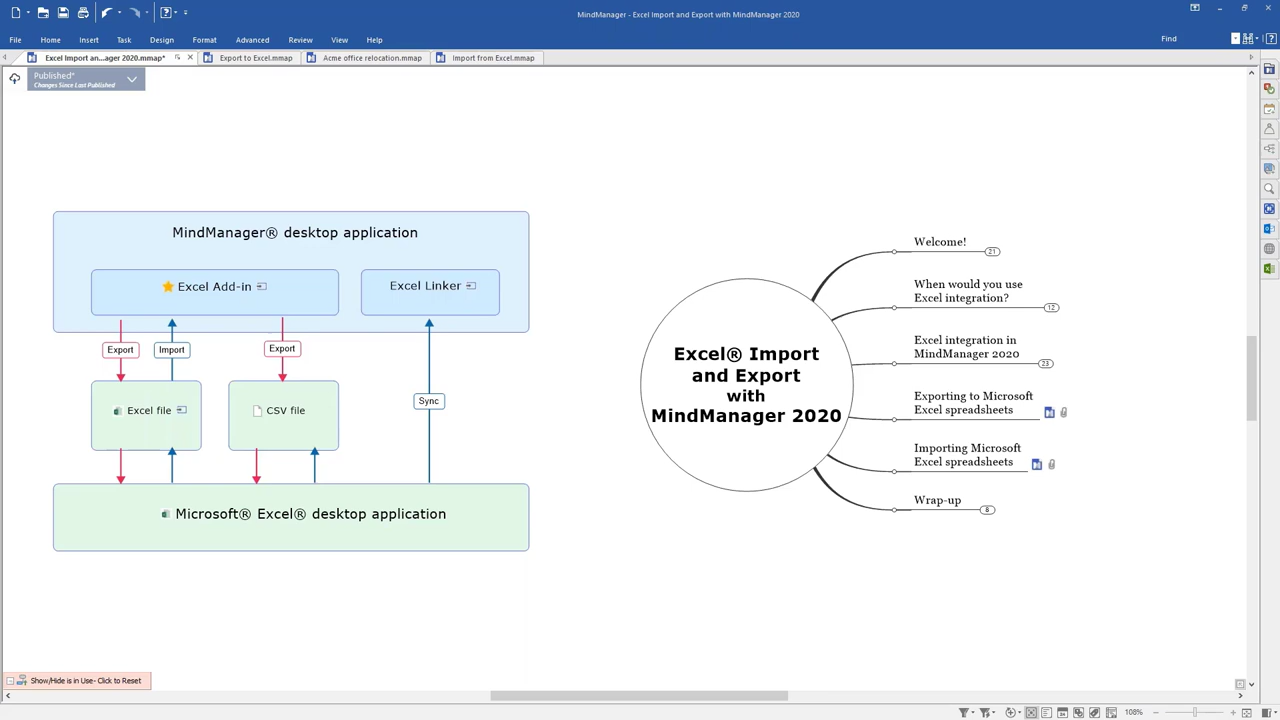 MindManager - Excel Import and Export with MindManager 2020
File
Home
Insert
Task
Design
Format
Advanced
Review
View
Help
Find
Excel Import an...ager 2020.mmap*
Export to Excel.mmap
Acme office relocation.mmap
Import from Excel.mmap
Published*
Changes Since Last Published
MindManager® desktop application
Excel Add-in
Excel Linker
Export
Import
Export
Sync
Excel file
CSV file
Microsoft® Excel® desktop application
Excel® Import
and Export
with
MindManager 2020
Welcome!
21
When would you use
Excel integration?
12
Excel integration in
MindManager 2020
23
Exporting to Microsoft
Excel spreadsheets
Importing Microsoft
Excel spreadsheets
Wrap-up
8
Show/Hide is in Use- Click to Reset
108%